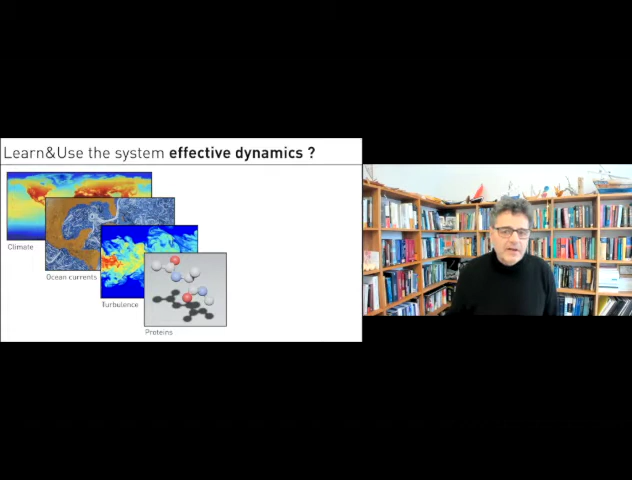 Learn&Use the system effective dynamics ?
Climate
Ocean currents
Turbulence
Proteins